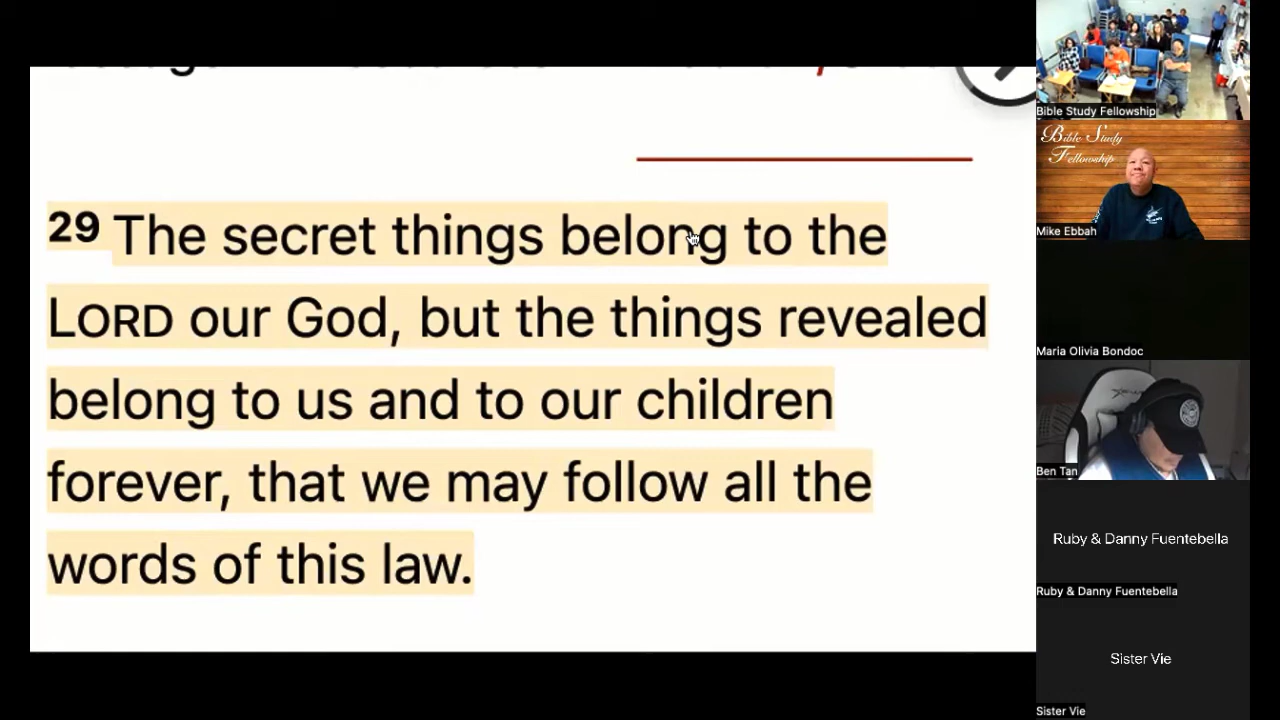 29 The secret things belong to the
LORD our God, but the things revealed
belong to us and to our children
forever, that we may follow all the
words of this law.
Bible Study Fellowship
Bible Study
Fellowship
Mike Ebbah
Maria Olivia Bondoc
Ben Tan
Ruby & Danny Fuentebella
Ruby & Danny Fuentebella
Sister Vie
Sister Vie